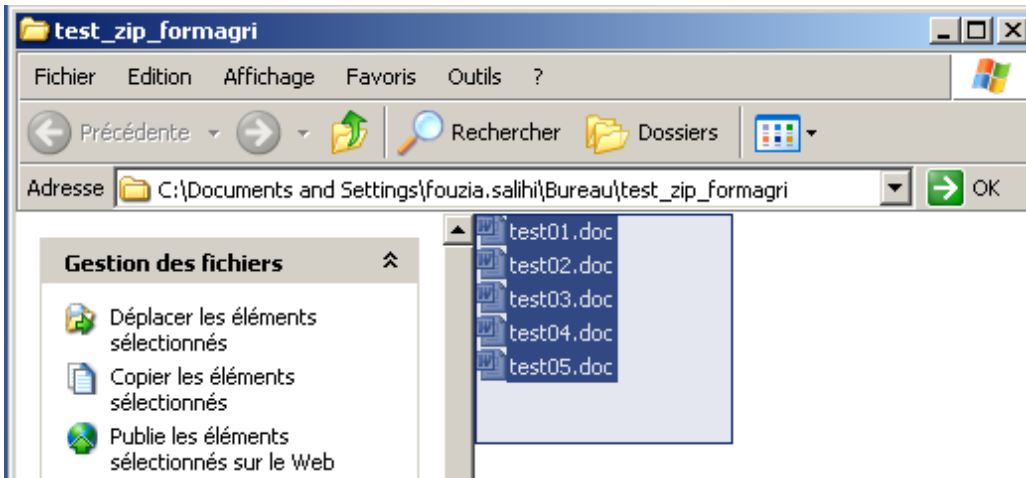 test_zip_formagri
Fichier Edition Affichage Favoris Outils ?
Précédente Rechercher Dossiers
Adresse C:\Documents and Settings\fouzia.salihi\Bureau\test_zip_formagri OK
Gestion des fichiers
Déplacer les éléments
sélectionnés
Copier les éléments
sélectionnés
Publie les éléments
sélectionnés sur le Web
test01.doc
test02.doc
test03.doc
test04.doc
test05.doc